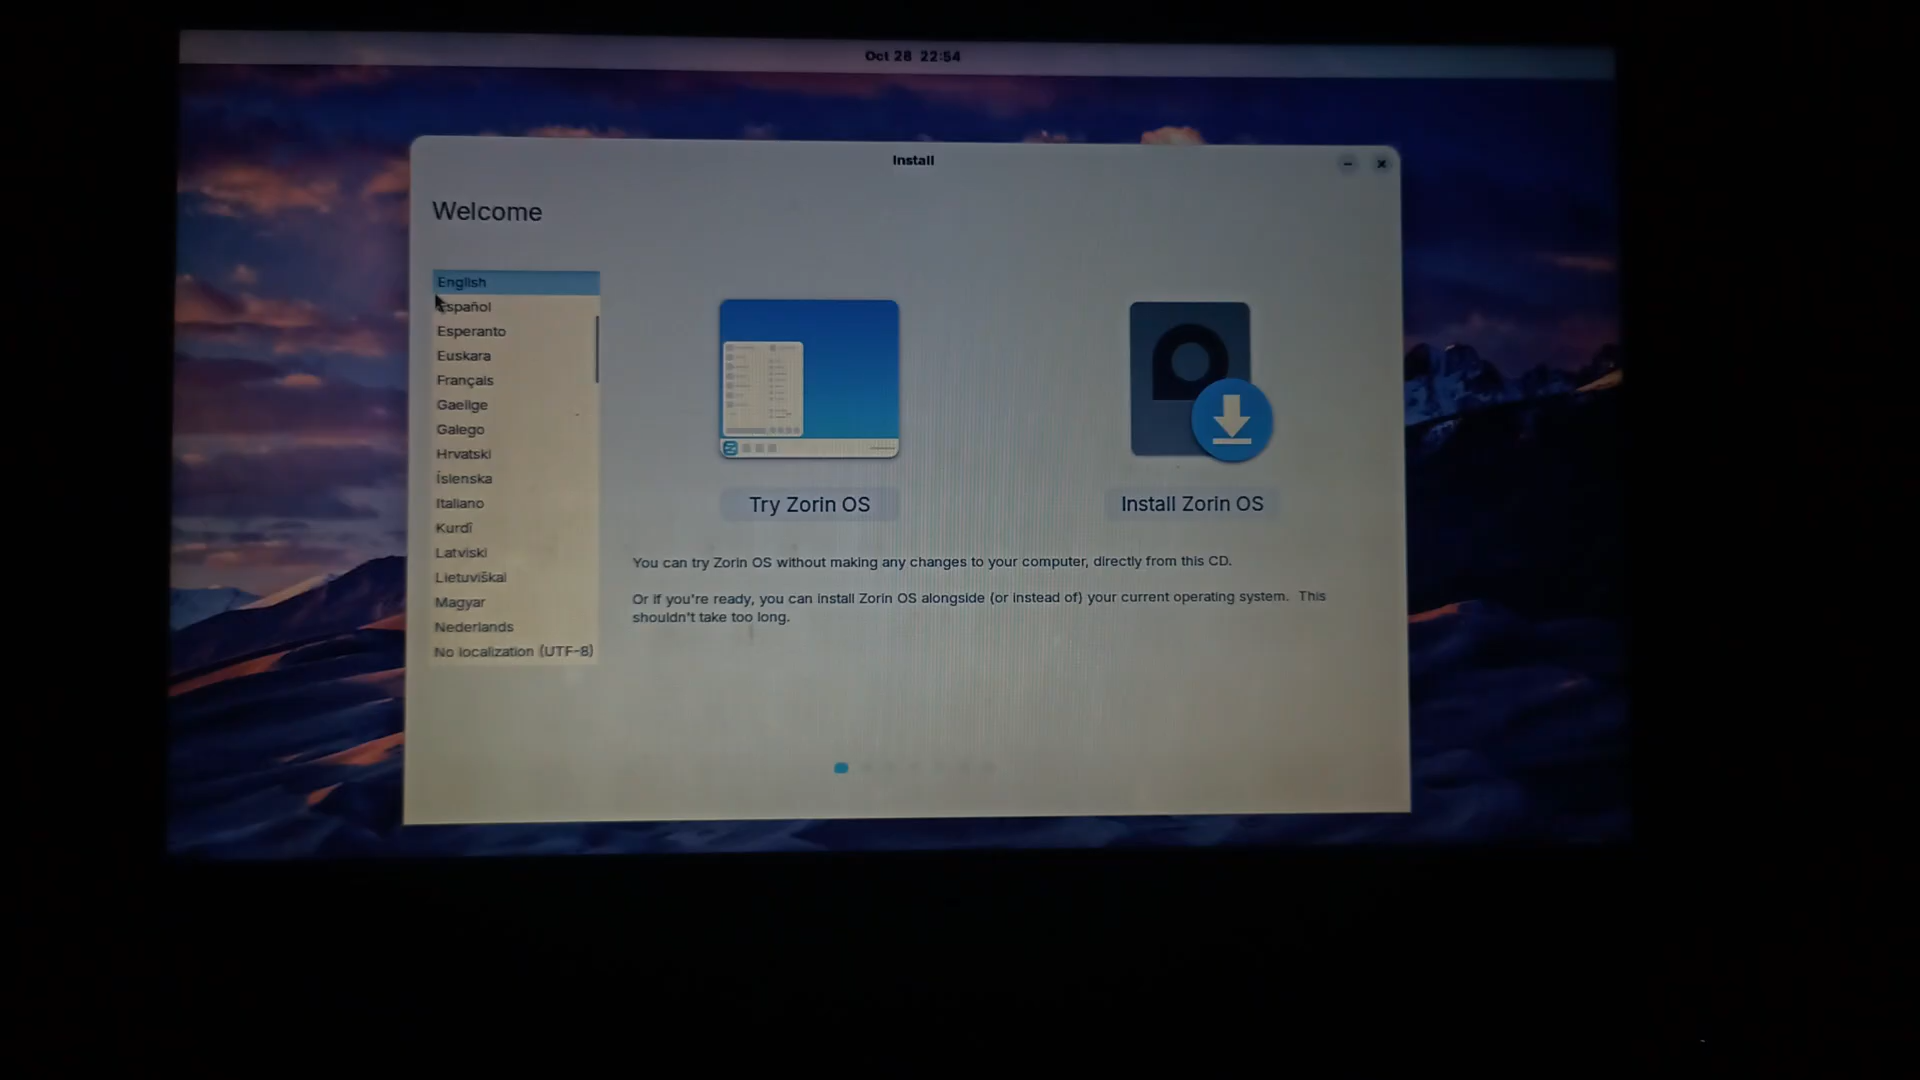 Oct 28 22:54
Install
Welcome
English
Español
Esperanto
Euskara
Français
Gaeilge
Galego
Hrvatski
Íslenska
Italiano
Kurdî
Latviski
Lietuviškai
Magyar
Nederlands
No localization (UTF-8)
Try Zorin OS
Install Zorin OS
You can try Zorin OS without making any changes to your computer, directly from this CD.
Or if you're ready, you can install Zorin OS alongside (or instead of) your current operating system. This
shouldn't take too long.